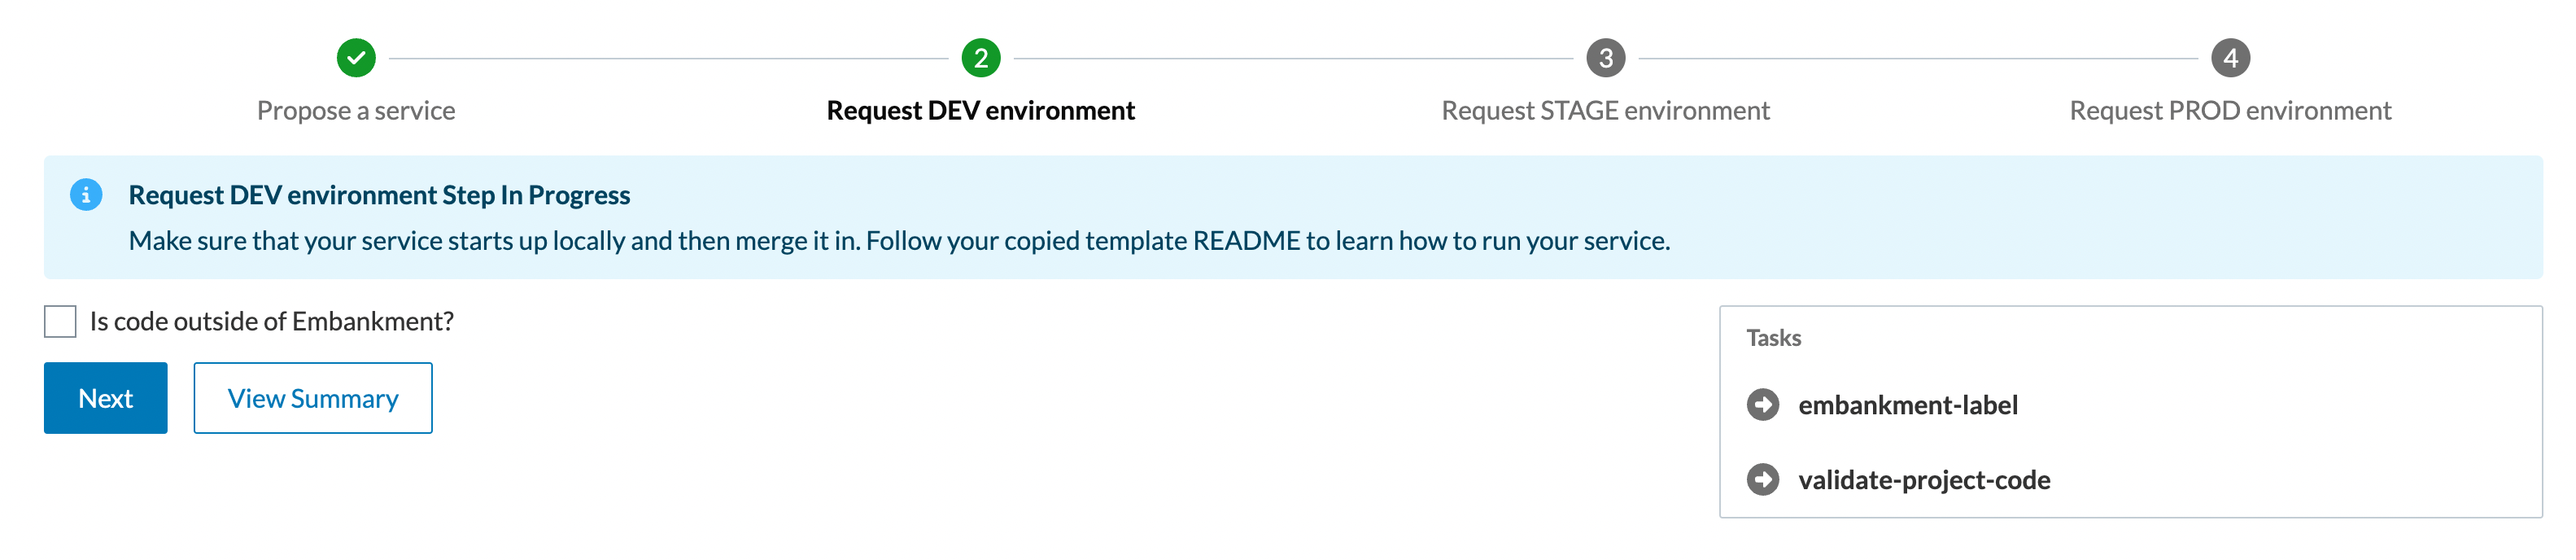 2
3
4
Propose a service
Request DEV environment
Request STAGE environment
Request PROD environment
Request DEV environment Step In Progress
Make sure that your service starts up locally and then merge it in. Follow your copied template README to learn how to run your service.
Is code outside of Embankment?
Next
View Summary
Tasks
embankment-label
validate-project-code